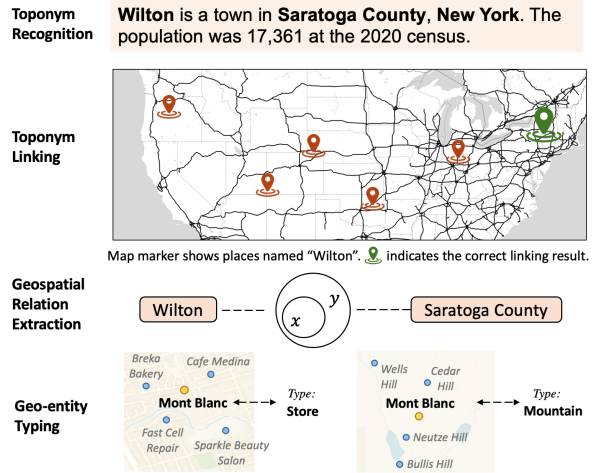 Toponym
Recognition
Wilton is a town in Saratoga County, New York. The
population was 17,361 at the 2020 census.
Toponym
Linking
Map marker shows places named “Wilton”. indicates the correct linking result.
Geospatial
Relation
Extraction
Wilton
x
y
Saratoga County
Geo-entity
Typing
Breka
Bakery
Cafe Medina
Mont Blanc
Fast Cell
Repair
Sparkle Beauty
Salon
Type:
Store
Wells
Hill
Cedar
Hill
Mont Blanc
Neutze Hill
Bullis Hill
Type:
Mountain